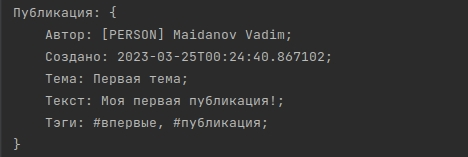 Публикация: {
Автор: [PERSON] Maidanov Vadim;
Создано: 2023-03-25T00:24:40.867102;
Тема: Первая тема;
Текст: Моя первая публикация!;
Тэги: #впервые, #публикация;
}